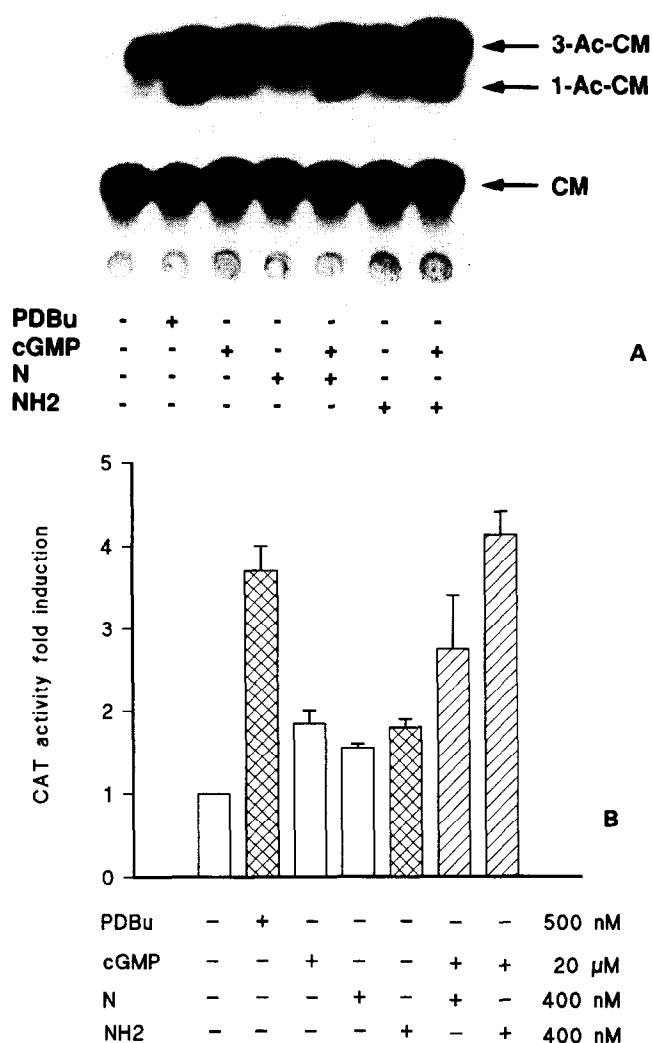 3-Ac-CM
1-Ac-CM
CM
PDBu - + - - - - -
cGMP - - + - + - +
N - - - + + - -
NH2 - - - - - + +
A
5
4
3
2
1
0
CAT activity fold induction
B
PDBu – + – – – – – 500 nM
cGMP – – + – – + + 20 µM
N – – – + – + – 400 nM
NH2 – – – – + – + 400 nM